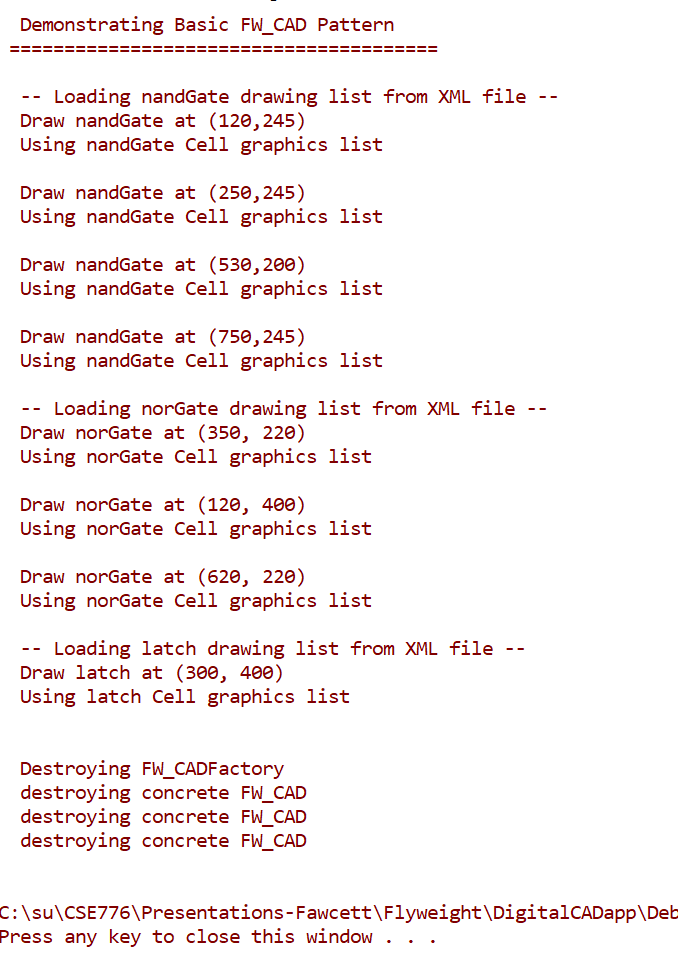 Demonstrating Basic FW_CAD Pattern
=======================================
-- Loading nandGate drawing list from XML file --
Draw nandGate at (120,245)
Using nandGate Cell graphics list
Draw nandGate at (250,245)
Using nandGate Cell graphics list
Draw nandGate at (530,200)
Using nandGate Cell graphics list
Draw nandGate at (750,245)
Using nandGate Cell graphics list
-- Loading norGate drawing list from XML file --
Draw norGate at (350, 220)
Using norGate Cell graphics list
Draw norGate at (120, 400)
Using norGate Cell graphics list
Draw norGate at (620, 220)
Using norGate Cell graphics list
-- Loading latch drawing list from XML file --
Draw latch at (300, 400)
Using latch Cell graphics list
Destroying FW_CADFactory
destroying concrete FW_CAD
destroying concrete FW_CAD
destroying concrete FW_CAD
C:\su\CSE776\Presentations-Fawcett\Flyweight\DigitalCADapp\Deb
Press any key to close this window . . .